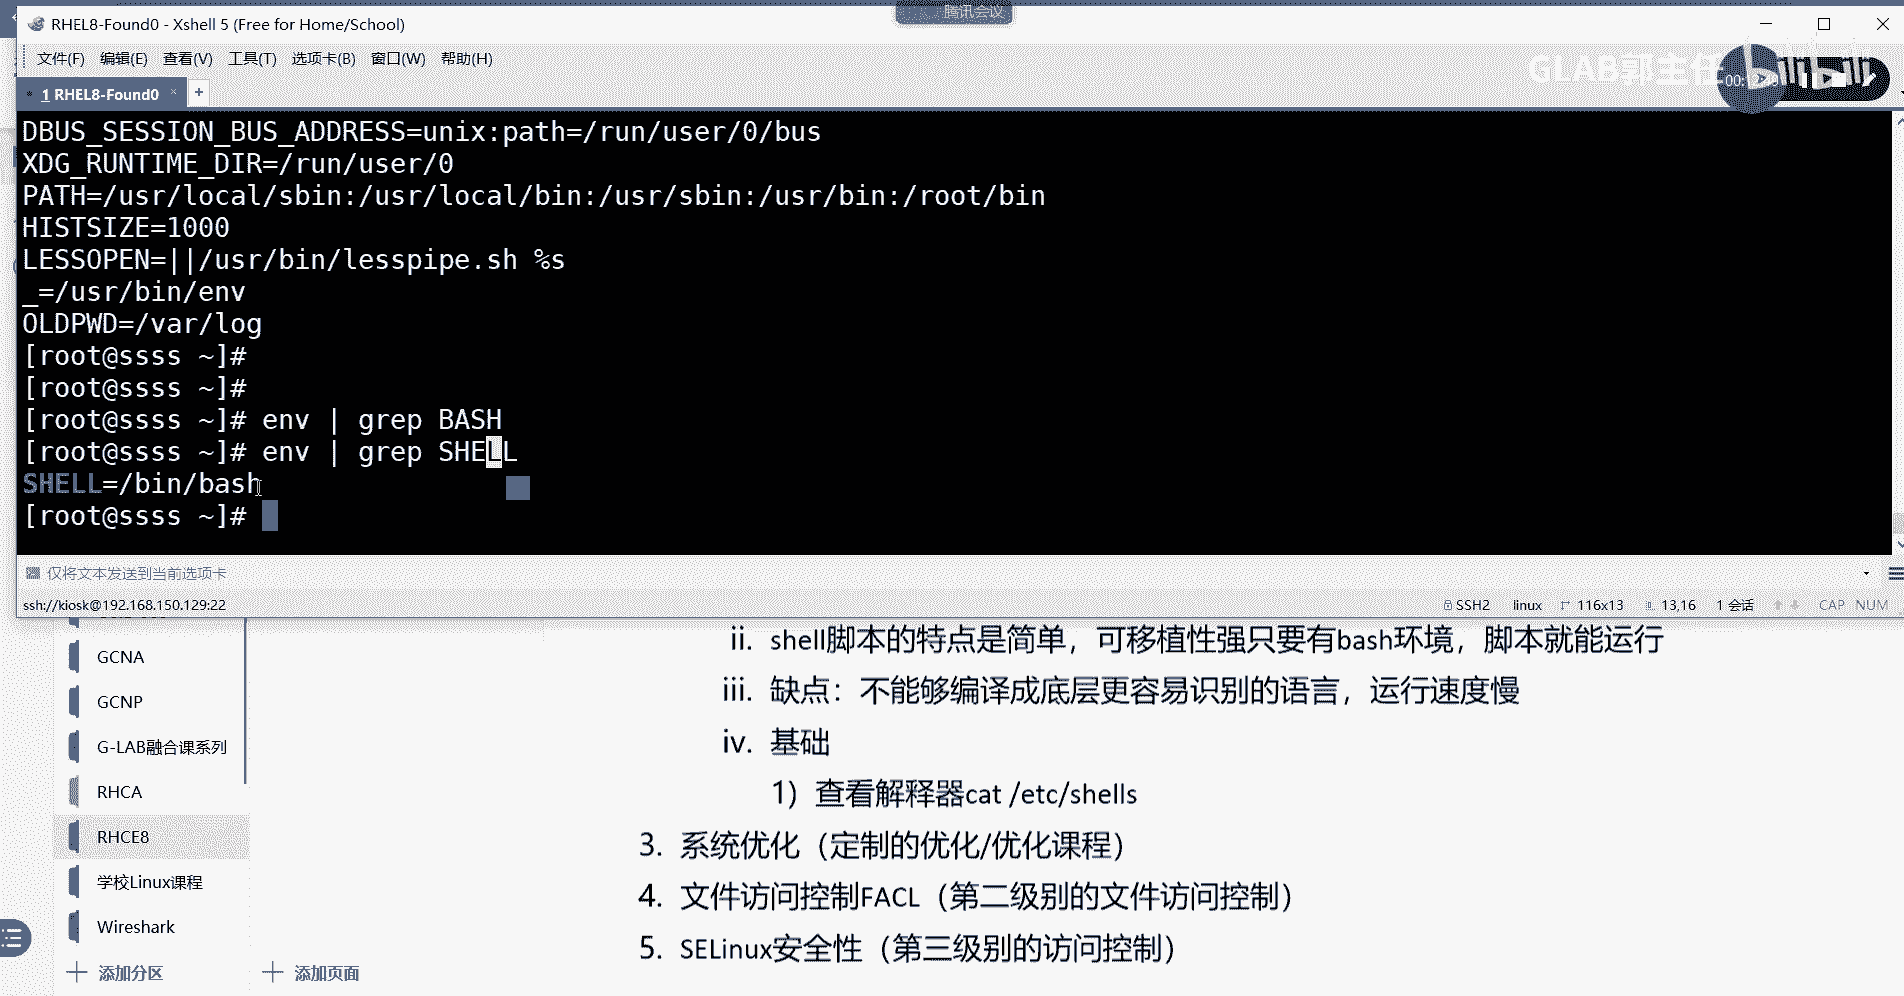 腾讯会议
RHEL8-Found0 - Xshell 5 (Free for Home/School)
文件(F) 编辑(E) 查看(V) 工具(T) 选项卡(B) 窗口(W) 帮助(H)
GLAB郭主任
bilibili
1 RHEL8-Found0 × +
DBUS_SESSION_BUS_ADDRESS=unix:path=/run/user/0/bus
XDG_RUNTIME_DIR=/run/user/0
PATH=/usr/local/sbin:/usr/local/bin:/usr/sbin:/usr/bin:/root/bin
HISTSIZE=1000
LESSOPEN=||/usr/bin/lesspipe.sh %s
_=/usr/bin/env
OLDPWD=/var/log
[root@ssss ~]#
[root@ssss ~]#
[root@ssss ~]# env | grep BASH
[root@ssss ~]# env | grep SHELL
SHELL=/bin/bash
[root@ssss ~]#
仅将文本发送到当前选项卡
ssh://kiosk@192.168.150.129:22 SSH2 linux 116x13 13,16 1 会话 CAP NUM
ii. shell脚本的特点是简单，可移植性强只要有bash环境，脚本就能运行
GCNA
iii. 缺点：不能够编译成底层更容易识别的语言，运行速度慢
GCNP
iv. 基础
G-LAB融合课系列
1）查看解释器cat /etc/shells
RHCA
3. 系统优化（定制的优化/优化课程）
RHCE8
4. 文件访问控制FACL（第二级别的文件访问控制）
学校Linux课程
5. SELinux安全性（第三级别的访问控制）
Wireshark
添加分区 添加页面